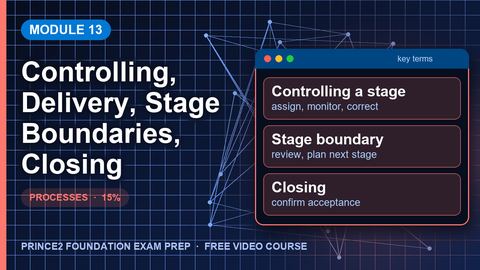 MODULE 13
Controlling,
Delivery, Stage
Boundaries,
Closing
PROCESSES · 15%
key terms
Controlling a stage
assign, monitor, correct
Stage boundary
review, plan next stage
Closing
confirm acceptance
PRINCE2 FOUNDATION EXAM PREP · FREE VIDEO COURSE